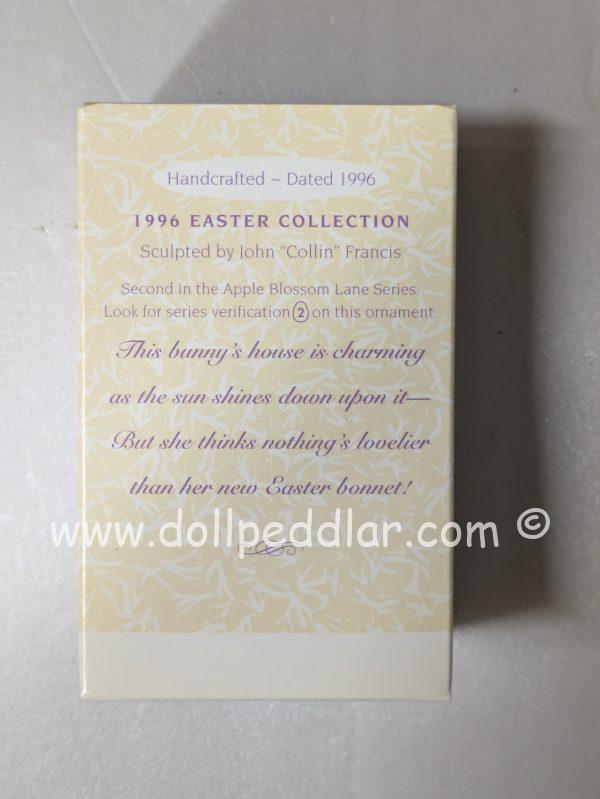 Handcrafted ~ Dated 1996
1996 EASTER COLLECTION
Sculpted by John "Collin" Francis
Second in the Apple Blossom Lane Series.
Look for series verification 2 on this ornament
This bunny's house is charming
as the sun shines down upon it—
But she thinks nothing's lovelier
than her new Easter bonnet!
www.dollpeddlar.com ©